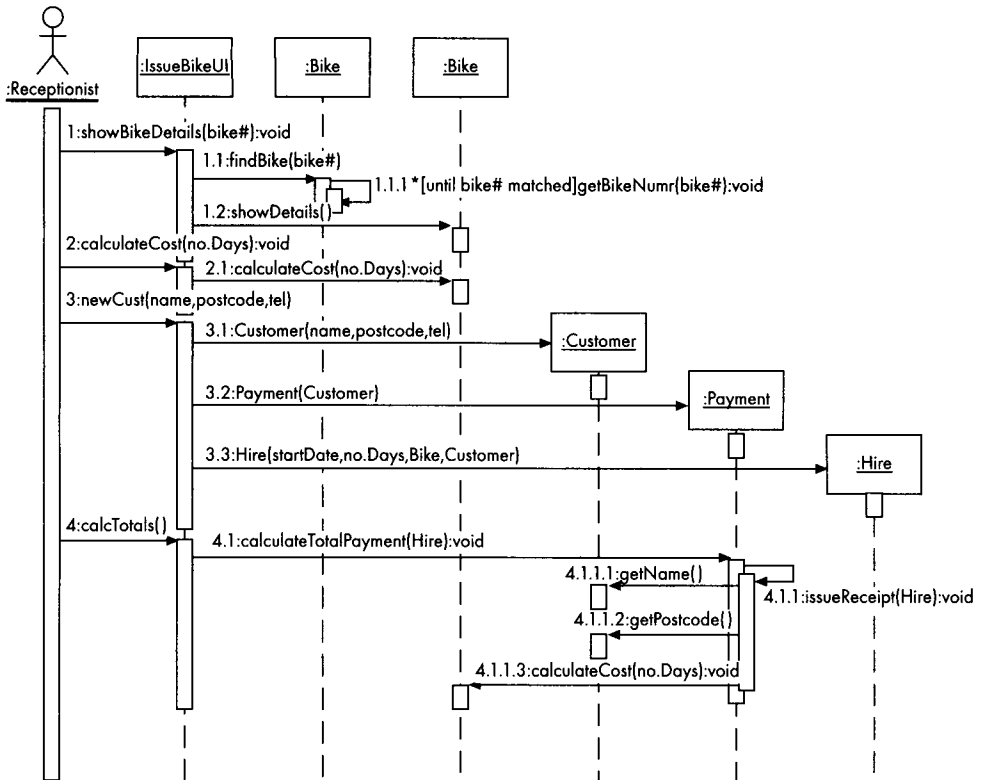 :Receptionist
:IssueBikeUI
:Bike
:Bike
1:showBikeDetails(bike#):void
1.1:findBike(bike#)
1.1.1 *[until bike# matched]getBikeNumr(bike#):void
1.2:showDetails()
2:calculateCost(no.Days):void
2.1:calculateCost(no.Days):void
3:newCust(name,postcode,tel)
3.1:Customer(name,postcode,tel)
:Customer
3.2:Payment(Customer)
:Payment
3.3:Hire(startDate,no.Days,Bike,Customer)
:Hire
4:calcTotals()
4.1:calculateTotalPayment(Hire):void
4.1.1.1:getName()
4.1.1:issueReceipt(Hire):void
4.1.1.2:getPostcode()
4.1.1.3:calculateCost(no.Days):void